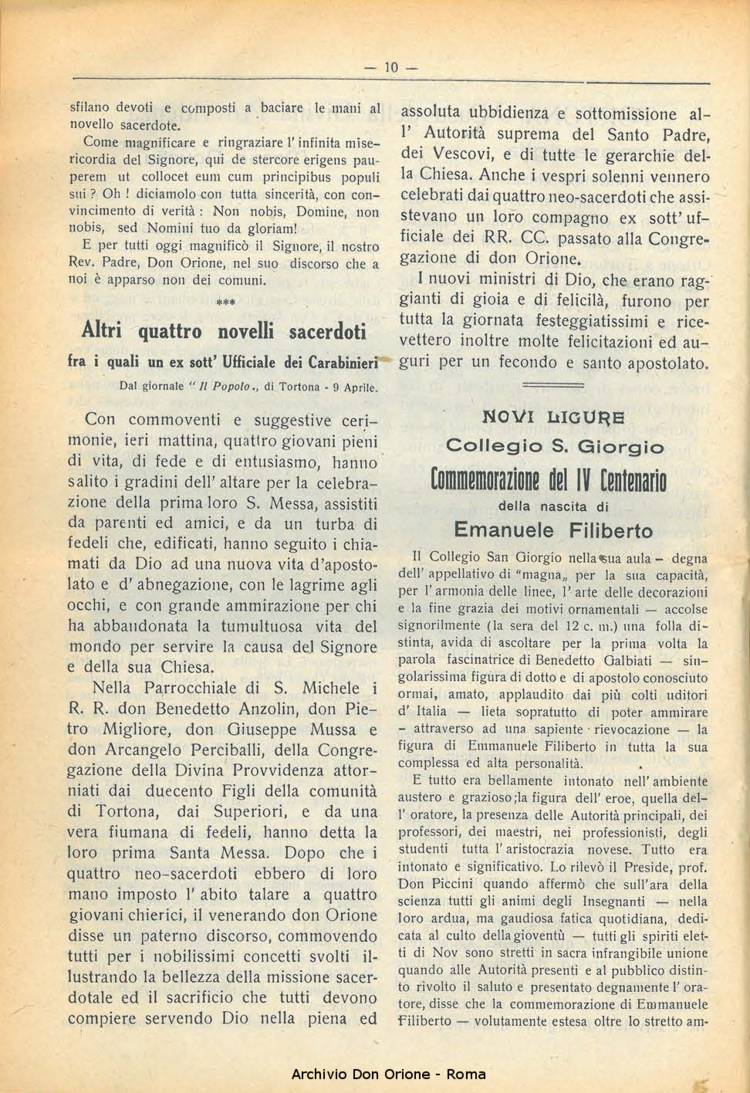 — 10 —
sfilano devoti e composti a baciare le mani al
novello sacerdote.
Come magnificare e ringraziare l' infinita mise-
ricordia del Signore, qui de stercore erigens pau-
perem ut collocet eum cum principibus populi
sui ? Oh ! diciamolo con tutta sincerità, con con-
vincimento di verità : Non nobis, Domine, non
nobis, sed Nomini tuo da gloriam!
E per tutti oggi magnificò il Signore, il nostro
Rev. Padre, Don Orione, nel suo discorso che a
noi è apparso non dei comuni.
***
Altri quattro novelli sacerdoti
fra i quali un ex sott' Ufficiale dei Carabinieri
Dal giornale " Il Popolo „ di Tortona - 9 Aprile.
Con commoventi e suggestive ceri-
monie, ieri mattina, quattro giovani pieni
di vita, di fede e di entusiasmo, hanno
salito i gradini dell' altare per la celebra-
zione della prima loro S. Messa, assistiti
da parenti ed amici, e da un turba di
fedeli che, edificati, hanno seguito i chia-
mati da Dio ad una nuova vita d'aposto-
lato e d' abnegazione, con le lagrime agli
occhi, e con grande ammirazione per chi
ha abbandonata la tumultuosa vita del
mondo per servire la causa del Signore
e della sua Chiesa.
Nella Parrocchiale di S. Michele i
R. R. don Benedetto Anzolin, don Pie-
tro Migliore, don Giuseppe Mussa e
don Arcangelo Perciballi, della Congre-
gazione della Divina Provvidenza attor-
niati dai duecento Figli della comunità
di Tortona, dai Superiori, e da una
vera fiumana di fedeli, hanno detta la
loro prima Santa Messa. Dopo che i
quattro neo-sacerdoti ebbero di loro
mano imposto l' abito talare a quattro
giovani chierici, il venerando don Orione
disse un paterno discorso, commovendo
tutti per i nobilissimi concetti svolti il-
lustrando la bellezza della missione sacer-
dotale ed il sacrificio che tutti devono
compiere servendo Dio nella piena ed
assoluta ubbidienza e sottomissione al-
l' Autorità suprema del Santo Padre,
dei Vescovi, e di tutte le gerarchie del-
la Chiesa. Anche i vespri solenni vennero
celebrati dai quattro neo-sacerdoti che assi-
stevano un loro compagno ex sott' uf-
ficiale dei RR. CC. passato alla Congre-
gazione di don Orione.
I nuovi ministri di Dio, che erano rag-
gianti di gioia e di felicilà, furono per
tutta la giornata festeggiatissimi e rice-
vettero inoltre molte felicitazioni ed au-
guri per un fecondo e santo apostolato.
NOVI LIGURE
Collegio S. Giorgio
Commemorazione del IV Centenario
della nascita di
Emanuele Filiberto
Il Collegio San Giorgio nella sua aula — degna
dell' appellativo di "magna„ per la sua capacità,
per l' armonia delle linee, l' arte delle decorazioni
e la fine grazia dei motivi ornamentali — accolse
signorilmente (la sera del 12 c. m.) una folla di-
stinta, avida di ascoltare per la prima volta la
parola fascinatrice di Benedetto Galbiati — sin-
golarissima figura di dotto e di apostolo conosciuto
ormai, amato, applaudito dai più colti uditori
d' Italia — lieta sopratutto di poter ammirare
— attraverso ad una sapiente rievocazione — la
figura di Emmanuele Filiberto in tutta la sua
complessa ed alta personalità.
E tutto era bellamente intonato nell' ambiente
austero e grazioso ;la figura dell' eroe, quella del-
l' oratore, la presenza delle Autorità principali, dei
professori, dei maestri, nei professionisti, degli
studenti tutta l' aristocrazia novese. Tutto era
intonato e significativo. Lo rilevò il Preside, prof.
Don Piccini quando affermò che sull'ara della
scienza tutti gli animi degli Insegnanti — nella
loro ardua, ma gaudiosa fatica quotidiana, dedi-
cata al culto della gioventù — tutti gli spiriti elet-
ti di Nov sono stretti in sacra infrangibile unione
quando alle Autorità presenti e al pubblico distin-
to rivolto il saluto e presentato degnamente l' ora-
tore, disse che la commemorazione di Emmanuele
Filiberto — volutamente estesa oltre lo stretto am-
Archivio Don Orione - Roma